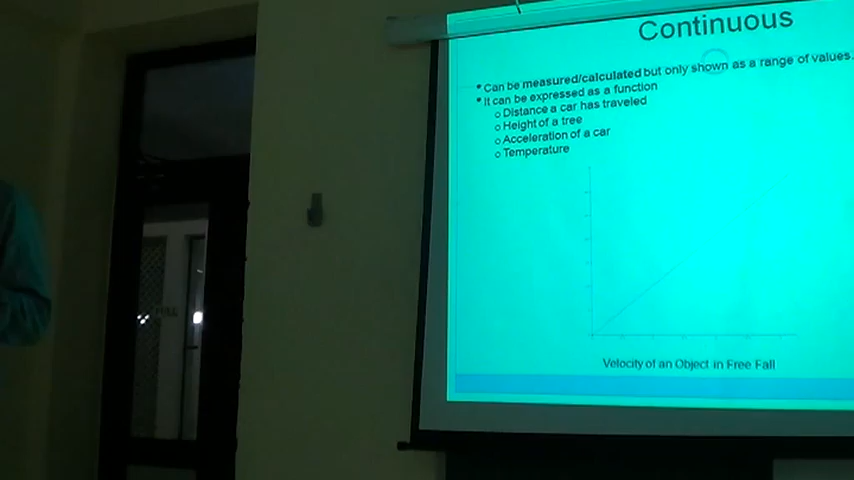 Continuous
• Can be measured/calculated but only shown as a range of values.
• It can be expressed as a function
o Distance a car has traveled
o Height of a tree
o Acceleration of a car
o Temperature
Velocity of an Object in Free Fall